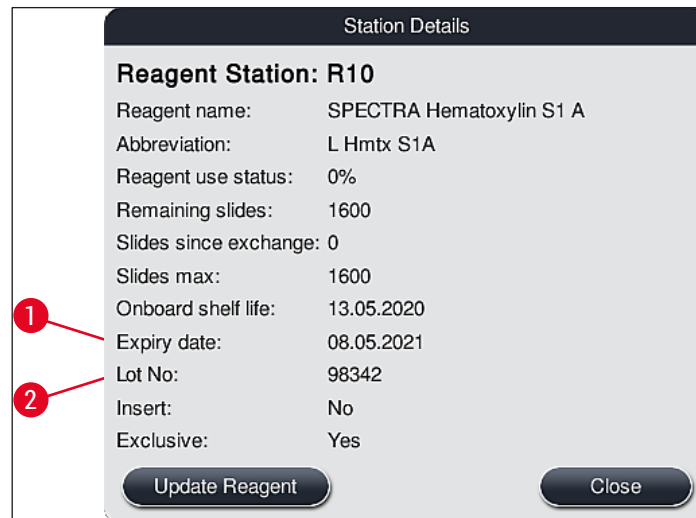 Station Details
Reagent Station: R10
Reagent name: SPECTRA Hematoxylin S1 A
Abbreviation: L Hmtx S1A
Reagent use status: 0%
Remaining slides: 1600
Slides since exchange: 0
Slides max: 1600
Onboard shelf life: 13.05.2020
1
Expiry date: 08.05.2021
Lot No: 98342
2
Insert: No
Exclusive: Yes
Update Reagent Close